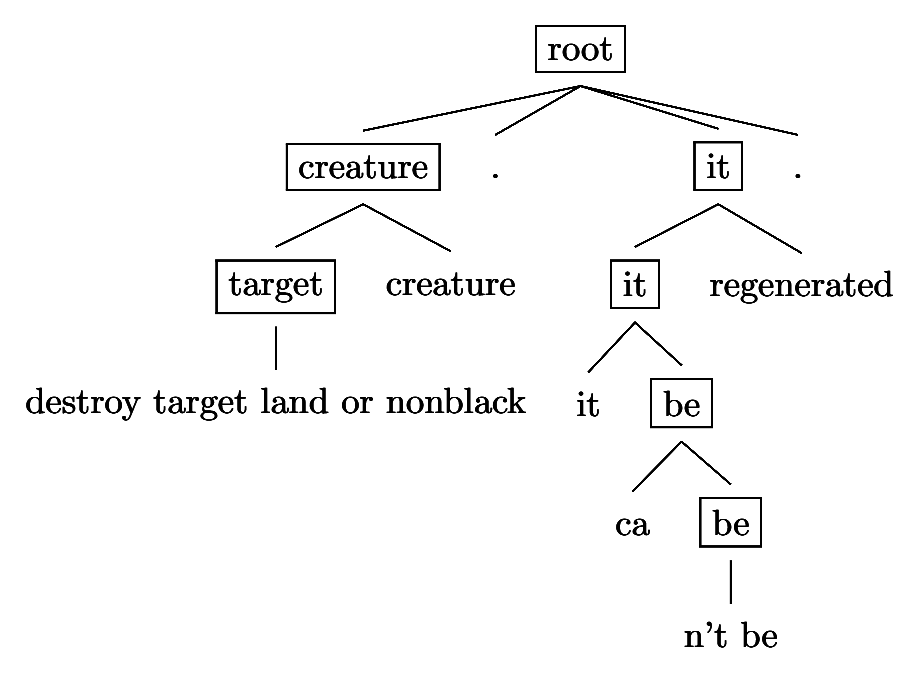 root
creature . it .
target creature it regenerated
destroy target land or nonblack it be
ca be
n't be